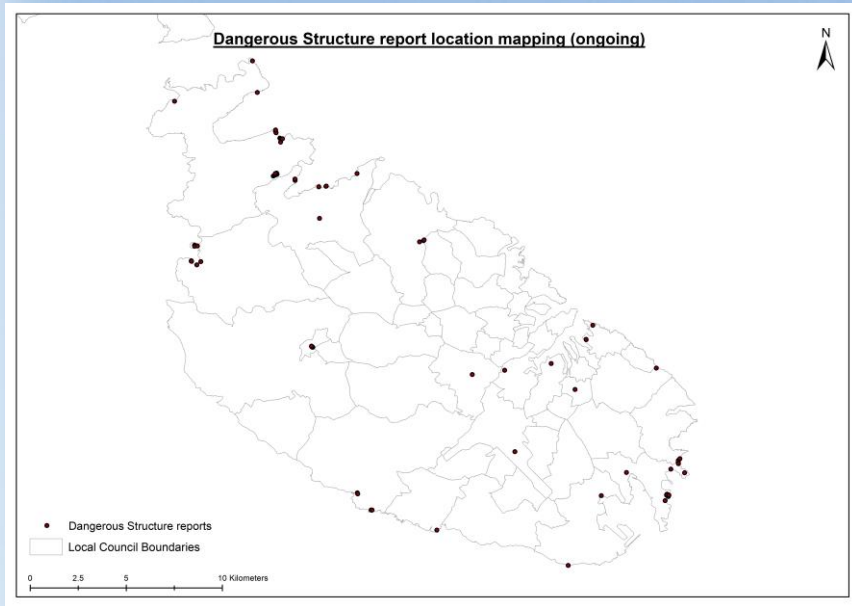 Dangerous Structure report location mapping (ongoing)
N
Dangerous Structure reports
Local Council Boundaries
0 2.5 5 10 Kilometers